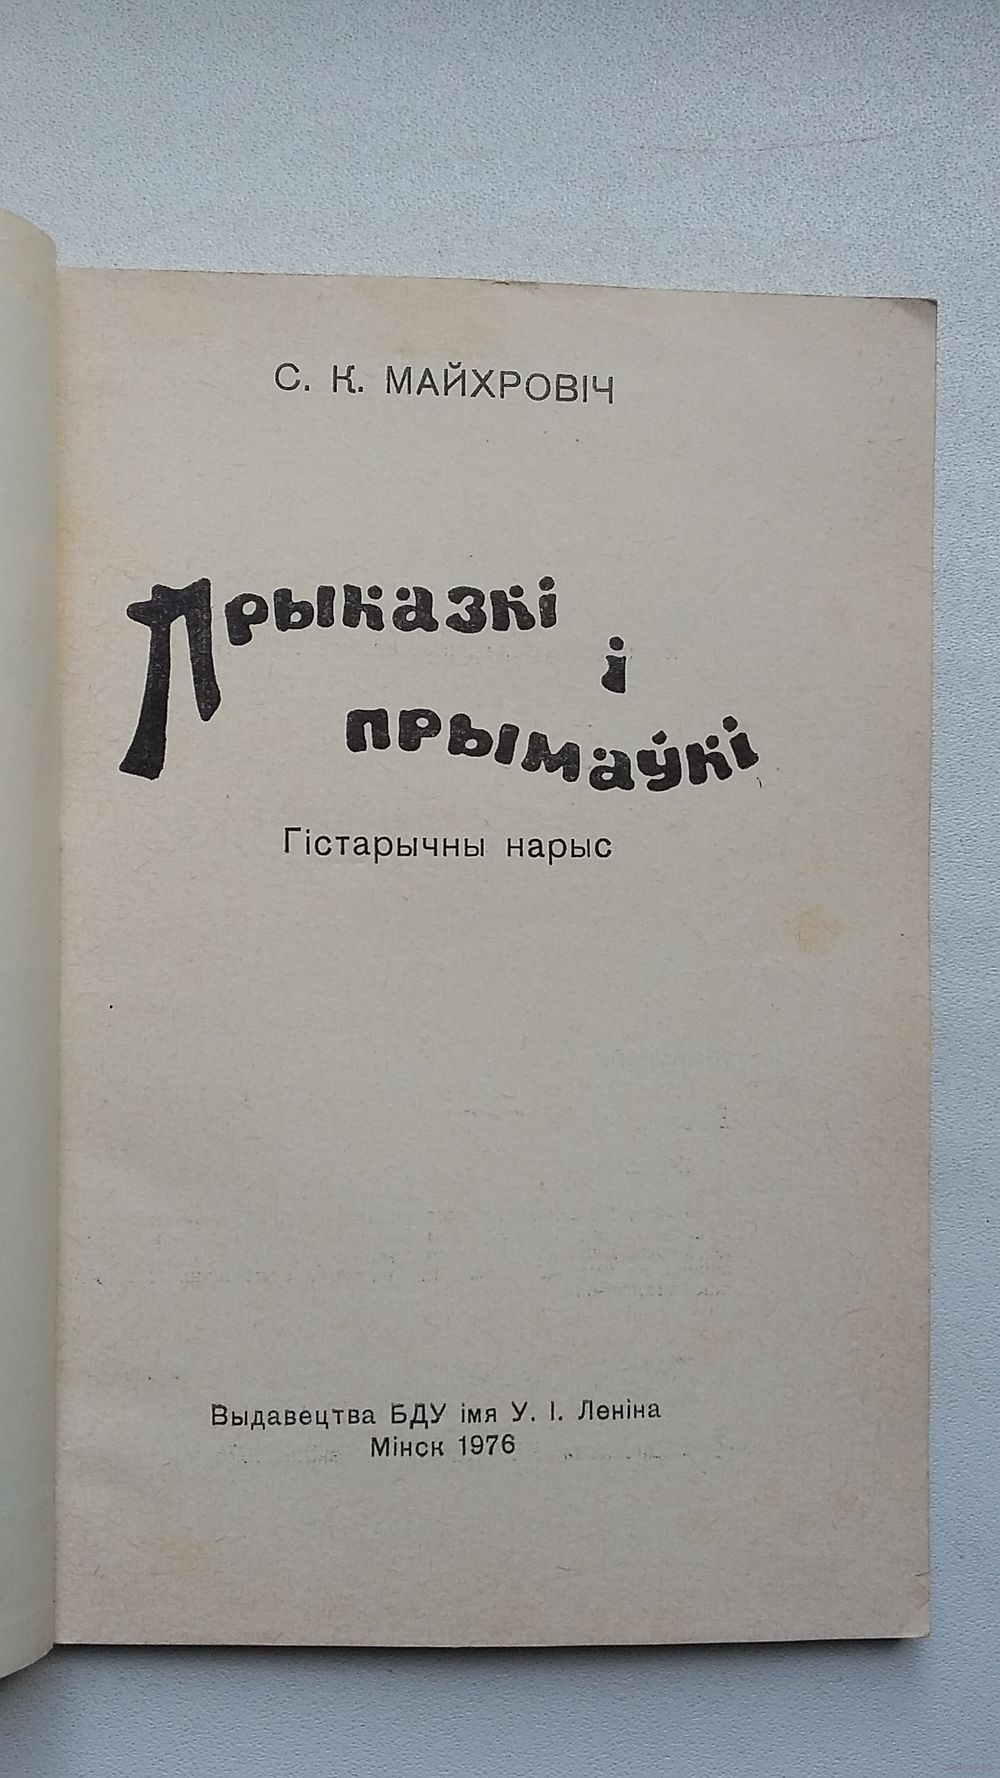 С. К. МАЙХРОВІЧ
Прыказкі
і
прымаўкі
Гістарычны нарыс
Выдавецтва БДУ імя У. І. Леніна
Мінск 1976